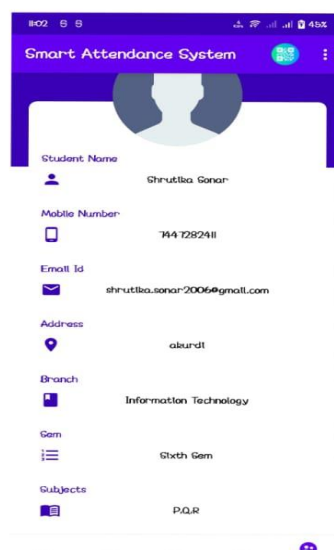 11:02 45%
Smart Attendance System
Student Name
Shrutika Sonar
Mobile Number
7447282411
Email Id
shrutika.sonar2006@gmail.com
Address
akurdi
Branch
Information Technology
Sem
Sixth Sem
Subjects
P,Q,R